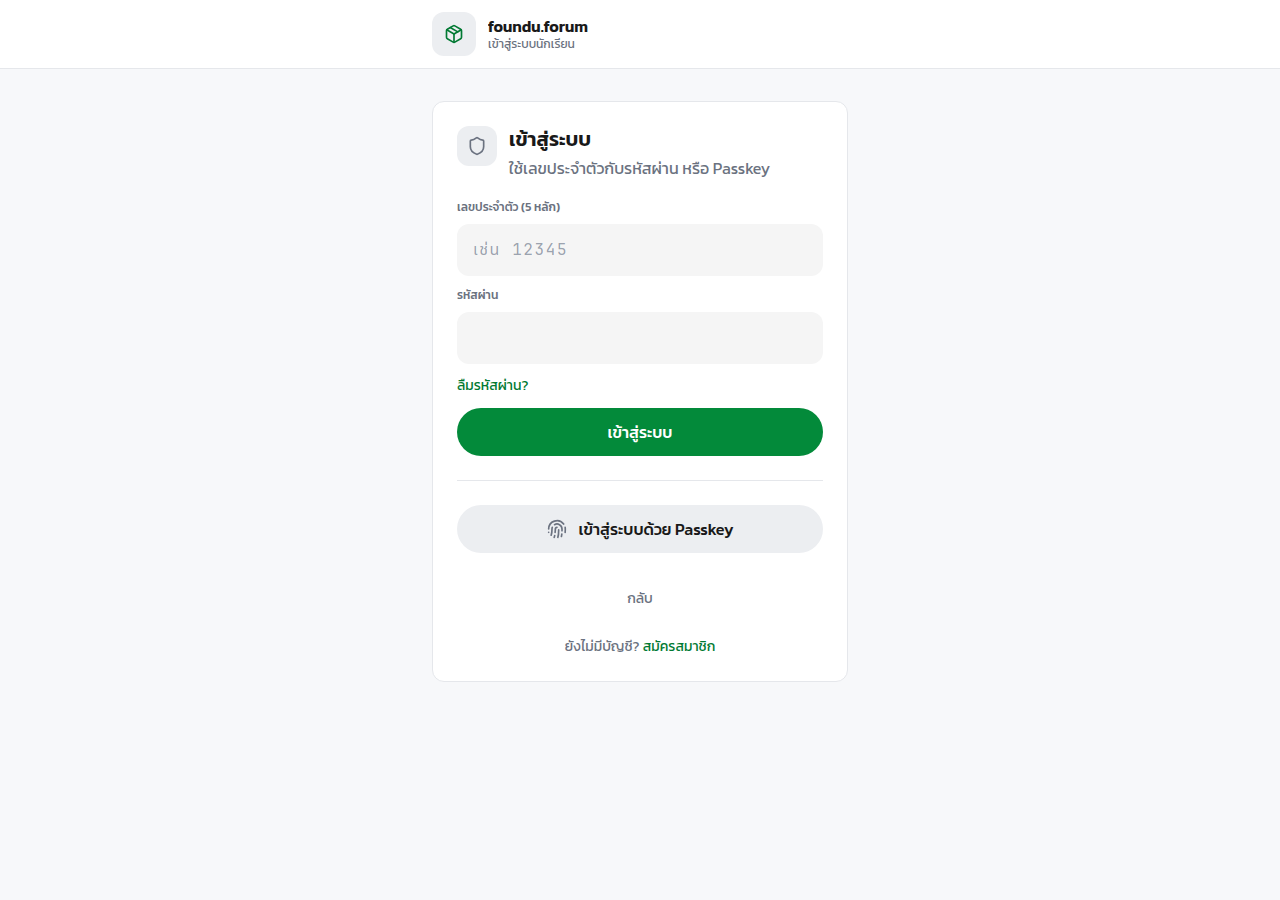 foundu.forum
เข้าสู่ระบบนักเรียน
เข้าสู่ระบบ
ใช้เลขประจำตัวกับรหัสผ่าน หรือ Passkey
เลขประจำตัว (5 หลัก)
เช่น 12345
รหัสผ่าน
ลืมรหัสผ่าน?
เข้าสู่ระบบ
เข้าสู่ระบบด้วย Passkey
กลับ
ยังไม่มีบัญชี? สมัครสมาชิก